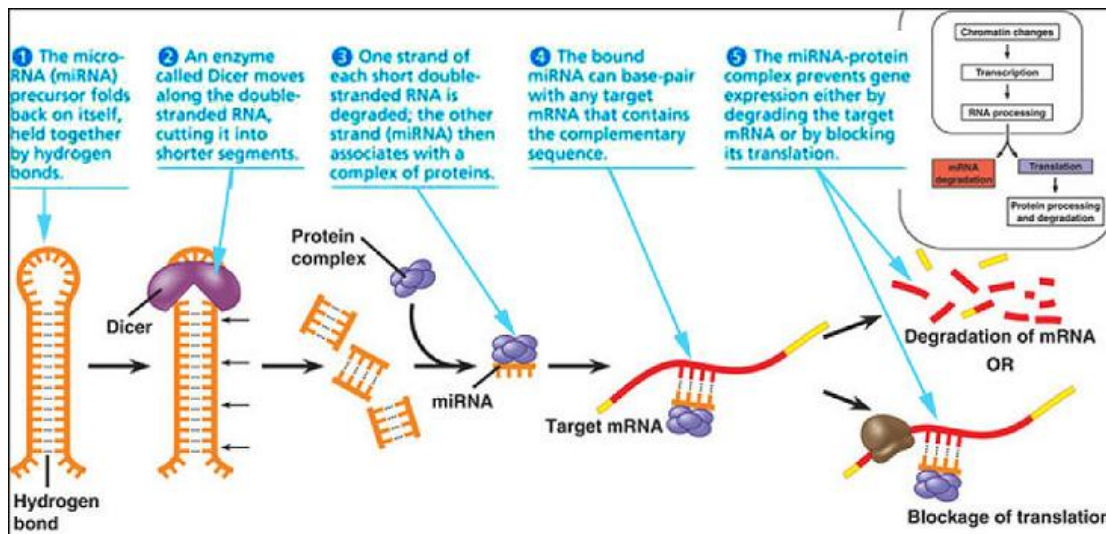 1 The micro-
RNA (miRNA)
precursor folds
back on itself,
held together
by hydrogen
bonds.
2 An enzyme
called Dicer moves
along the double-
stranded RNA,
cutting it into
shorter segments.
3 One strand of
each short double-
stranded RNA is
degraded; the other
strand (miRNA) then
associates with a
complex of proteins.
4 The bound
miRNA can base-pair
with any target
mRNA that contains
the complementary
sequence.
5 The miRNA-protein
complex prevents gene
expression either by
degrading the target
mRNA or by blocking
its translation.
Chromatin changes
Transcription
RNA processing
mRNA
degradation
Translation
Protein processing
and degradation
Protein
complex
Dicer
miRNA
Target mRNA
Degradation of mRNA
OR
Hydrogen
bond
Blockage of translation